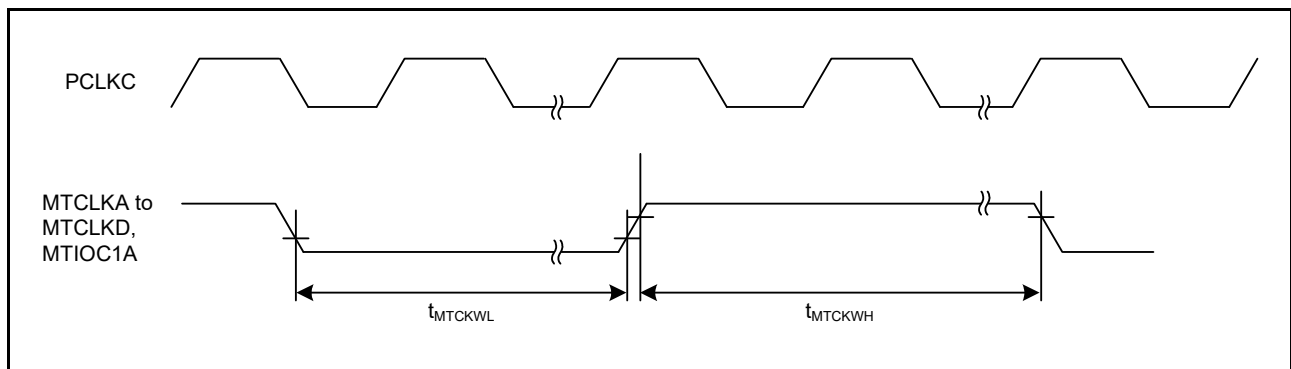 PCLKC
MTCLKA to
MTCLKD,
MTIOC1A
tMTCKWL
tMTCKWH